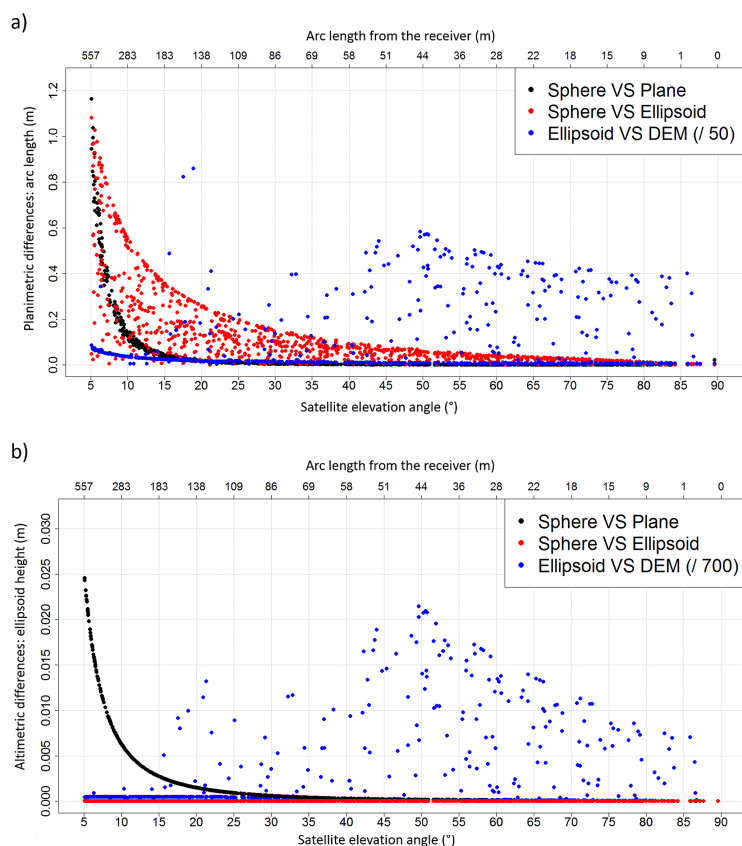 a)
Arc length from the receiver (m)
557 283 183 138 109 86 69 58 51 44 36 28 22 18 15 9 1 0
Sphere VS Plane
Sphere VS Ellipsoid
Ellipsoid VS DEM (/ 50)
Planimetric differences: arc length (m)
1.2
1.0
0.8
0.6
0.4
0.2
0.0
5 10 15 20 25 30 35 40 45 50 55 60 65 70 75 80 85 90
Satellite elevation angle (°)
b)
Arc length from the receiver (m)
557 283 183 138 109 86 69 58 51 44 36 28 22 18 15 9 1 0
Sphere VS Plane
Sphere VS Ellipsoid
Ellipsoid VS DEM (/ 700)
Altimetric differences: ellipsoid height (m)
0.030
0.025
0.020
0.015
0.010
0.005
0.000
5 10 15 20 25 30 35 40 45 50 55 60 65 70 75 80 85 90
Satellite elevation angle (°)